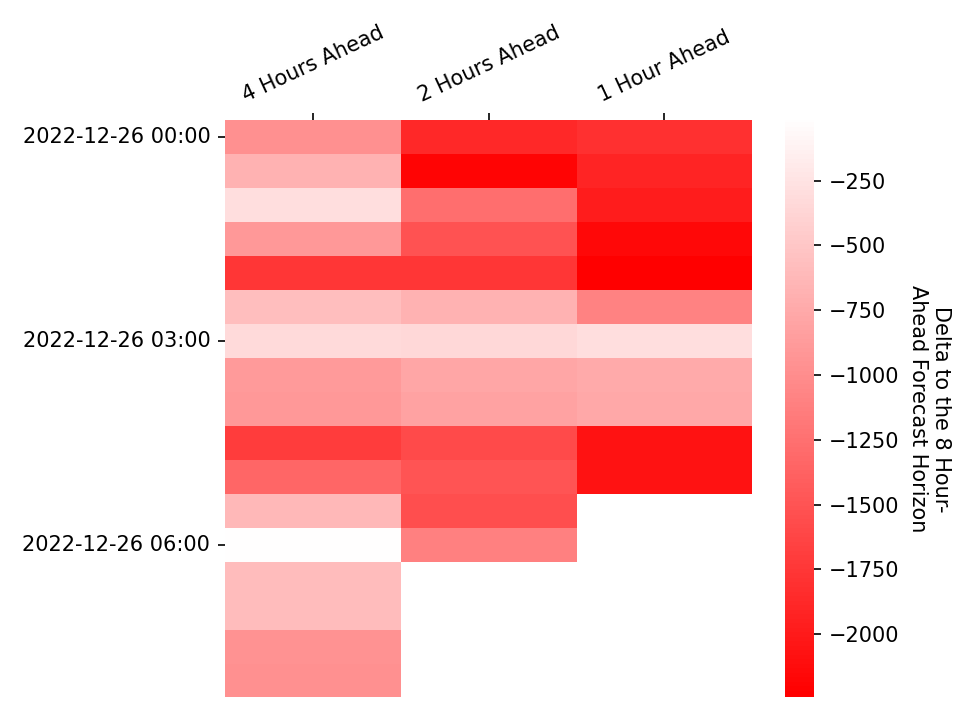 4 Hours Ahead
2 Hours Ahead
1 Hour Ahead
2022-12-26 00:00
2022-12-26 03:00
2022-12-26 06:00
−250
−500
−750
−1000
−1250
−1500
−1750
−2000
Delta to the 8 Hour-
Ahead Forecast Horizon